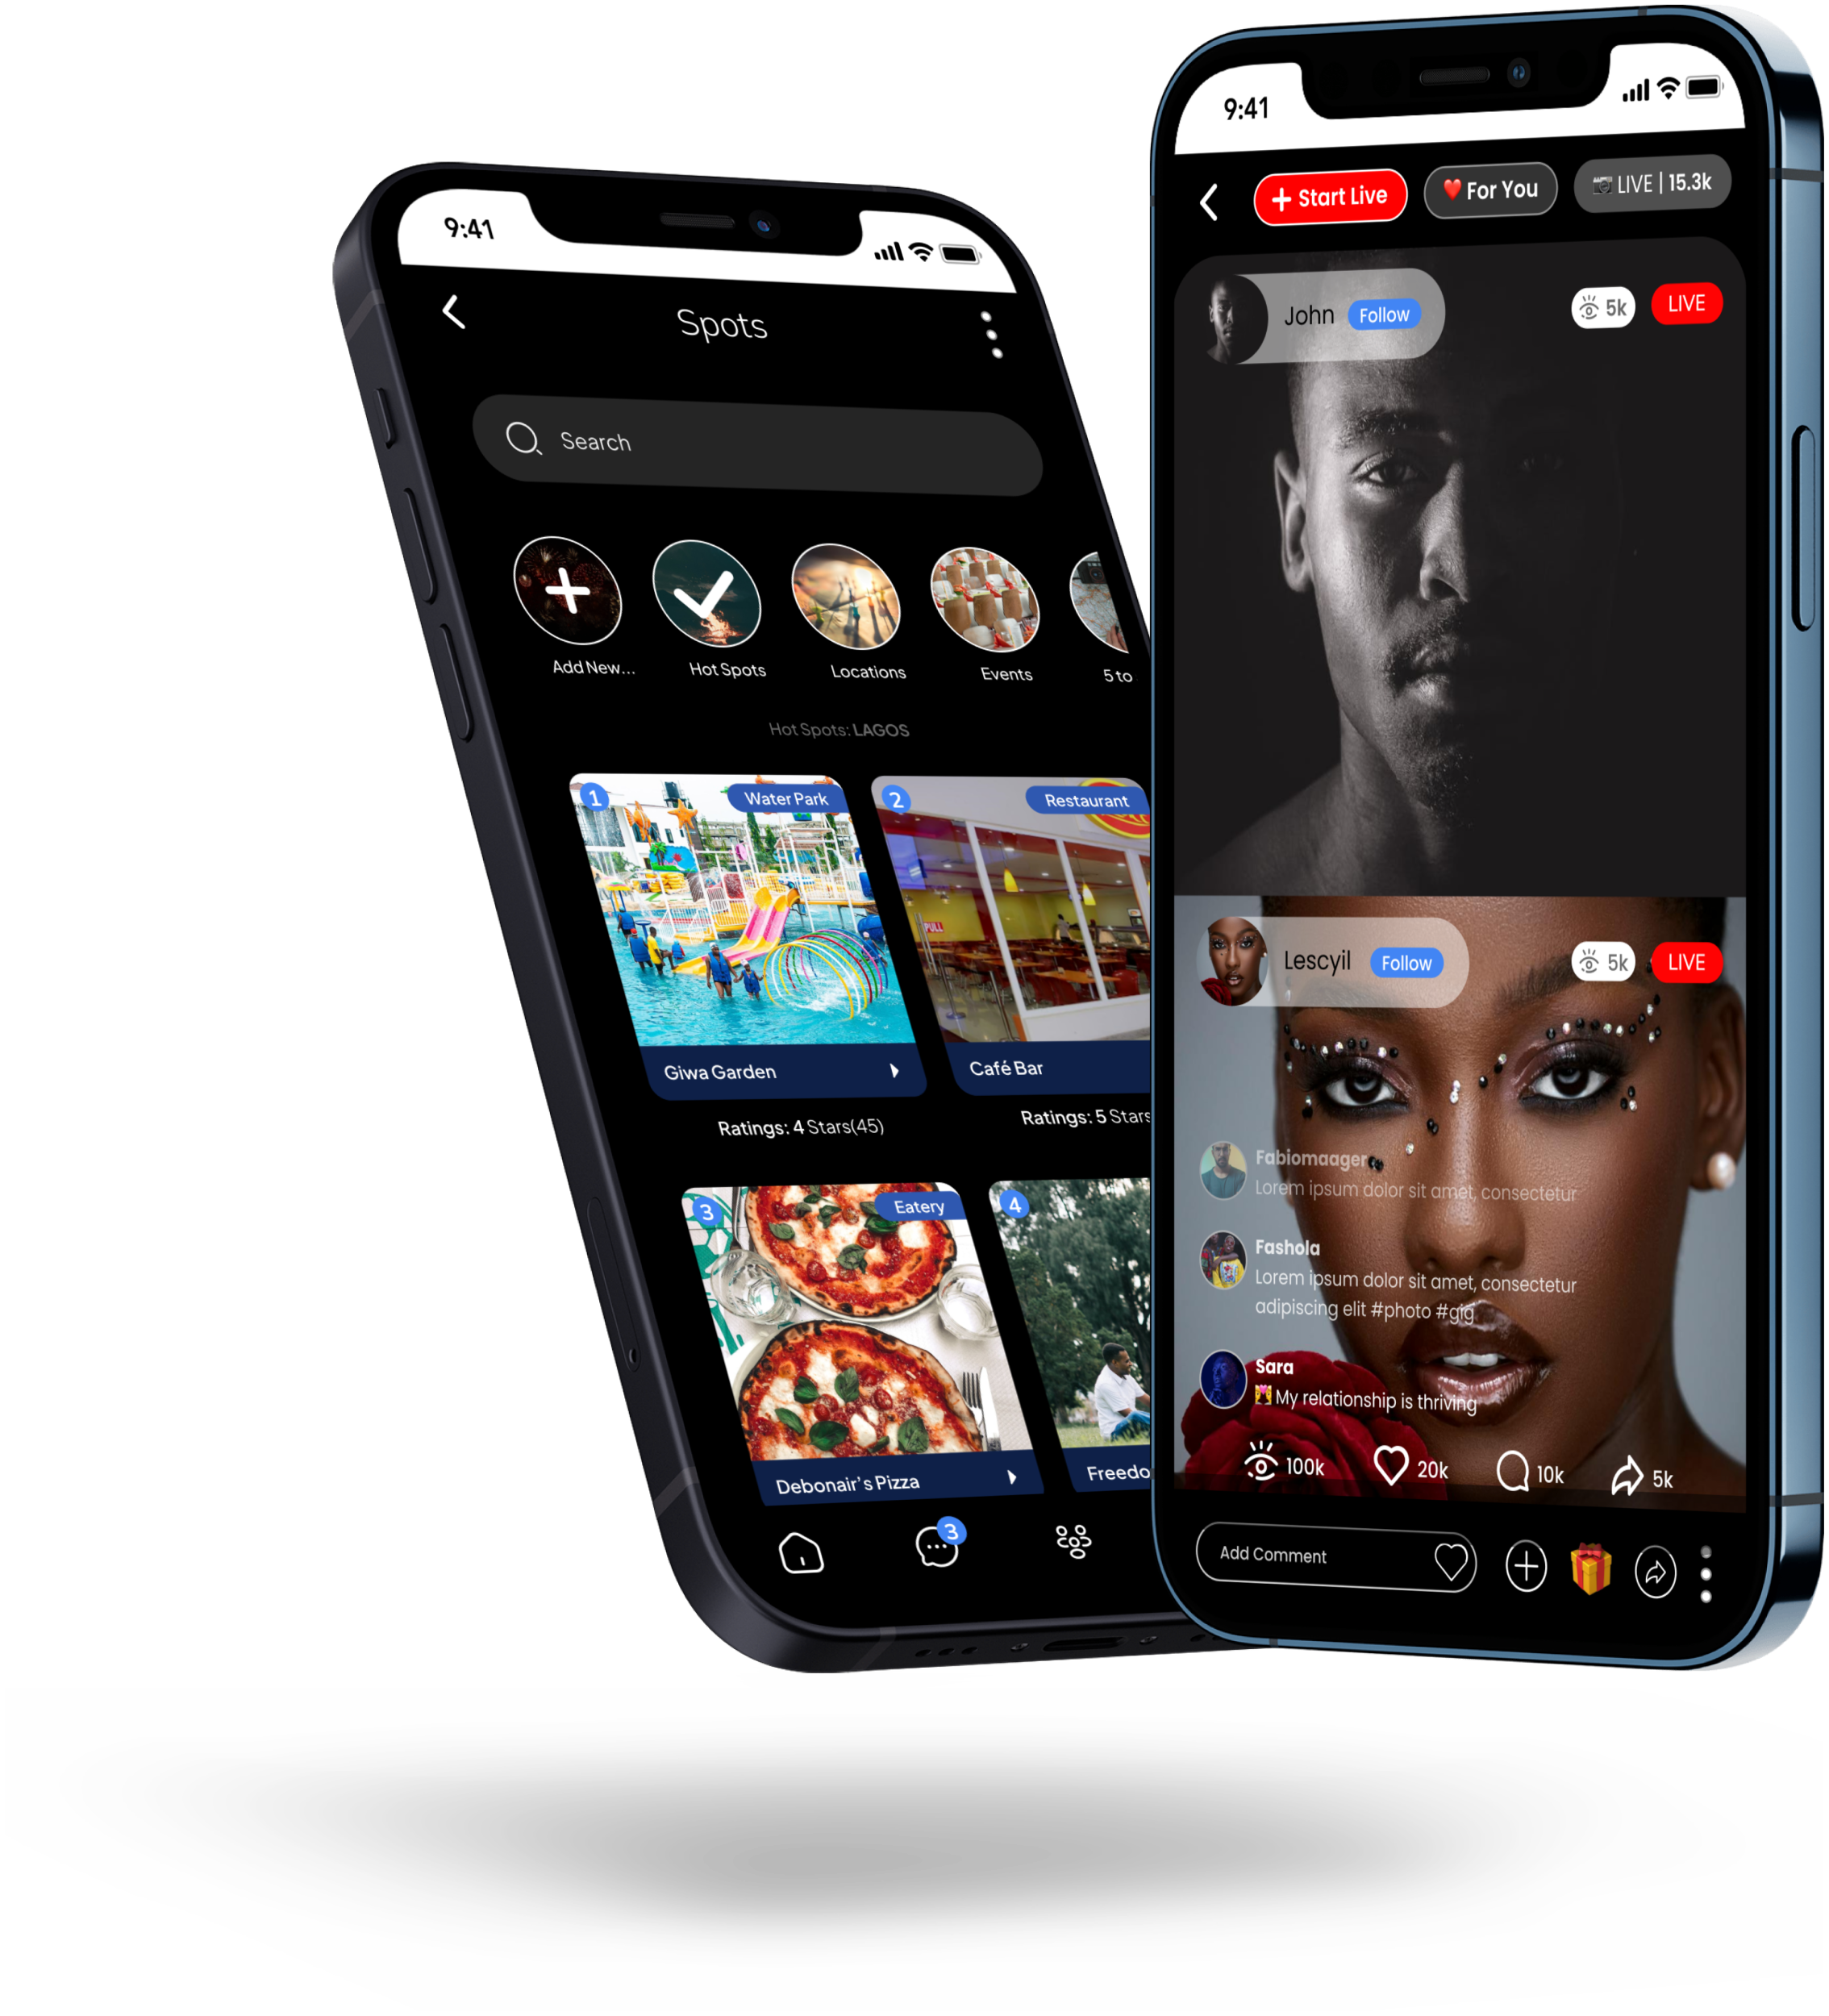 9:41
Spots
Search
Add New...
Hot Spots
Locations
Events
5 to
Hot Spots: LAGOS
1
Water Park
2
Restaurant
PULL
Giwa Garden
Café Bar
Ratings: 4 Stars(45)
Ratings: 5 Stars
3
Eatery
4
Debonair's Pizza
Freedo
3
9:41
+ Start Live
For You
LIVE | 15.3k
John
Follow
5k
LIVE
Lescyil
Follow
5k
LIVE
Fabiomaager
Lorem ipsum dolor sit amet, consectetur
Fashola
Lorem ipsum dolor sit amet, consectetur
adipiscing elit #photo #gig
Sara
My relationship is thriving
100k
20k
10k
5k
Add Comment